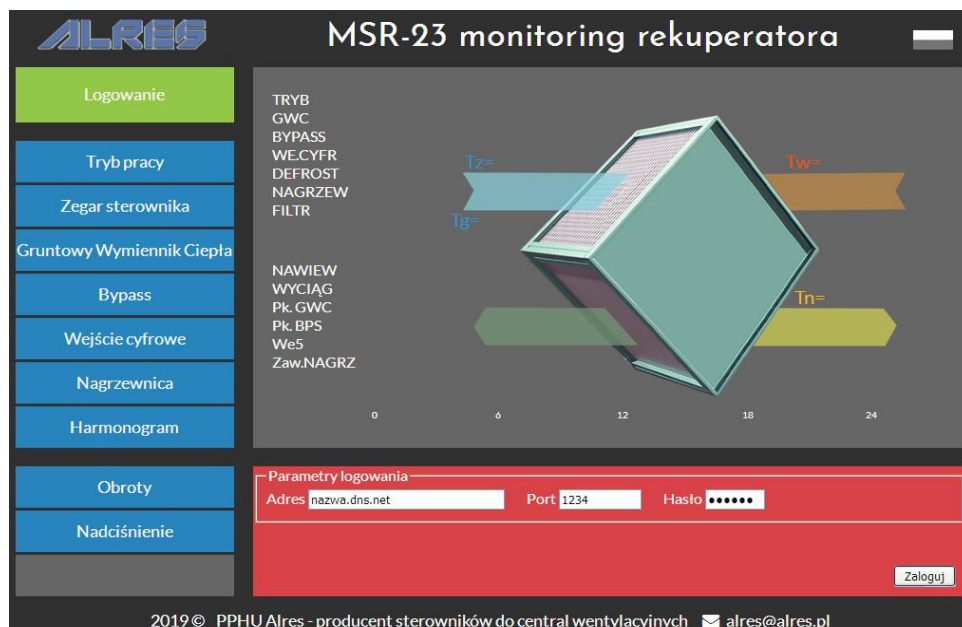 ALRES
MSR-23 monitoring rekuperatora
Logowanie
Tryb pracy
Zegar sterownika
Gruntowy Wymiennik Ciepła
Bypass
Wejście cyfrowe
Nagrzewnica
Harmonogram
Obroty
Nadciśnienie
TRYB
GWC
BYPASS
WE.CYFR
DEFROST
NAGRZEW
FILTR
NAWIEW
WYCIĄG
Pk. GWC
Pk. BPS
We5
Zaw.NAGRZ
Tz=
Tg=
Tw=
Tn=
0 6 12 18 24
Parametry logowania
Adres nazwa.dns.net Port 1234 Hasło ••••••
Zaloguj
2019 © PPHU Alres - producent sterowników do central wentylacyjnych alres@alres.pl